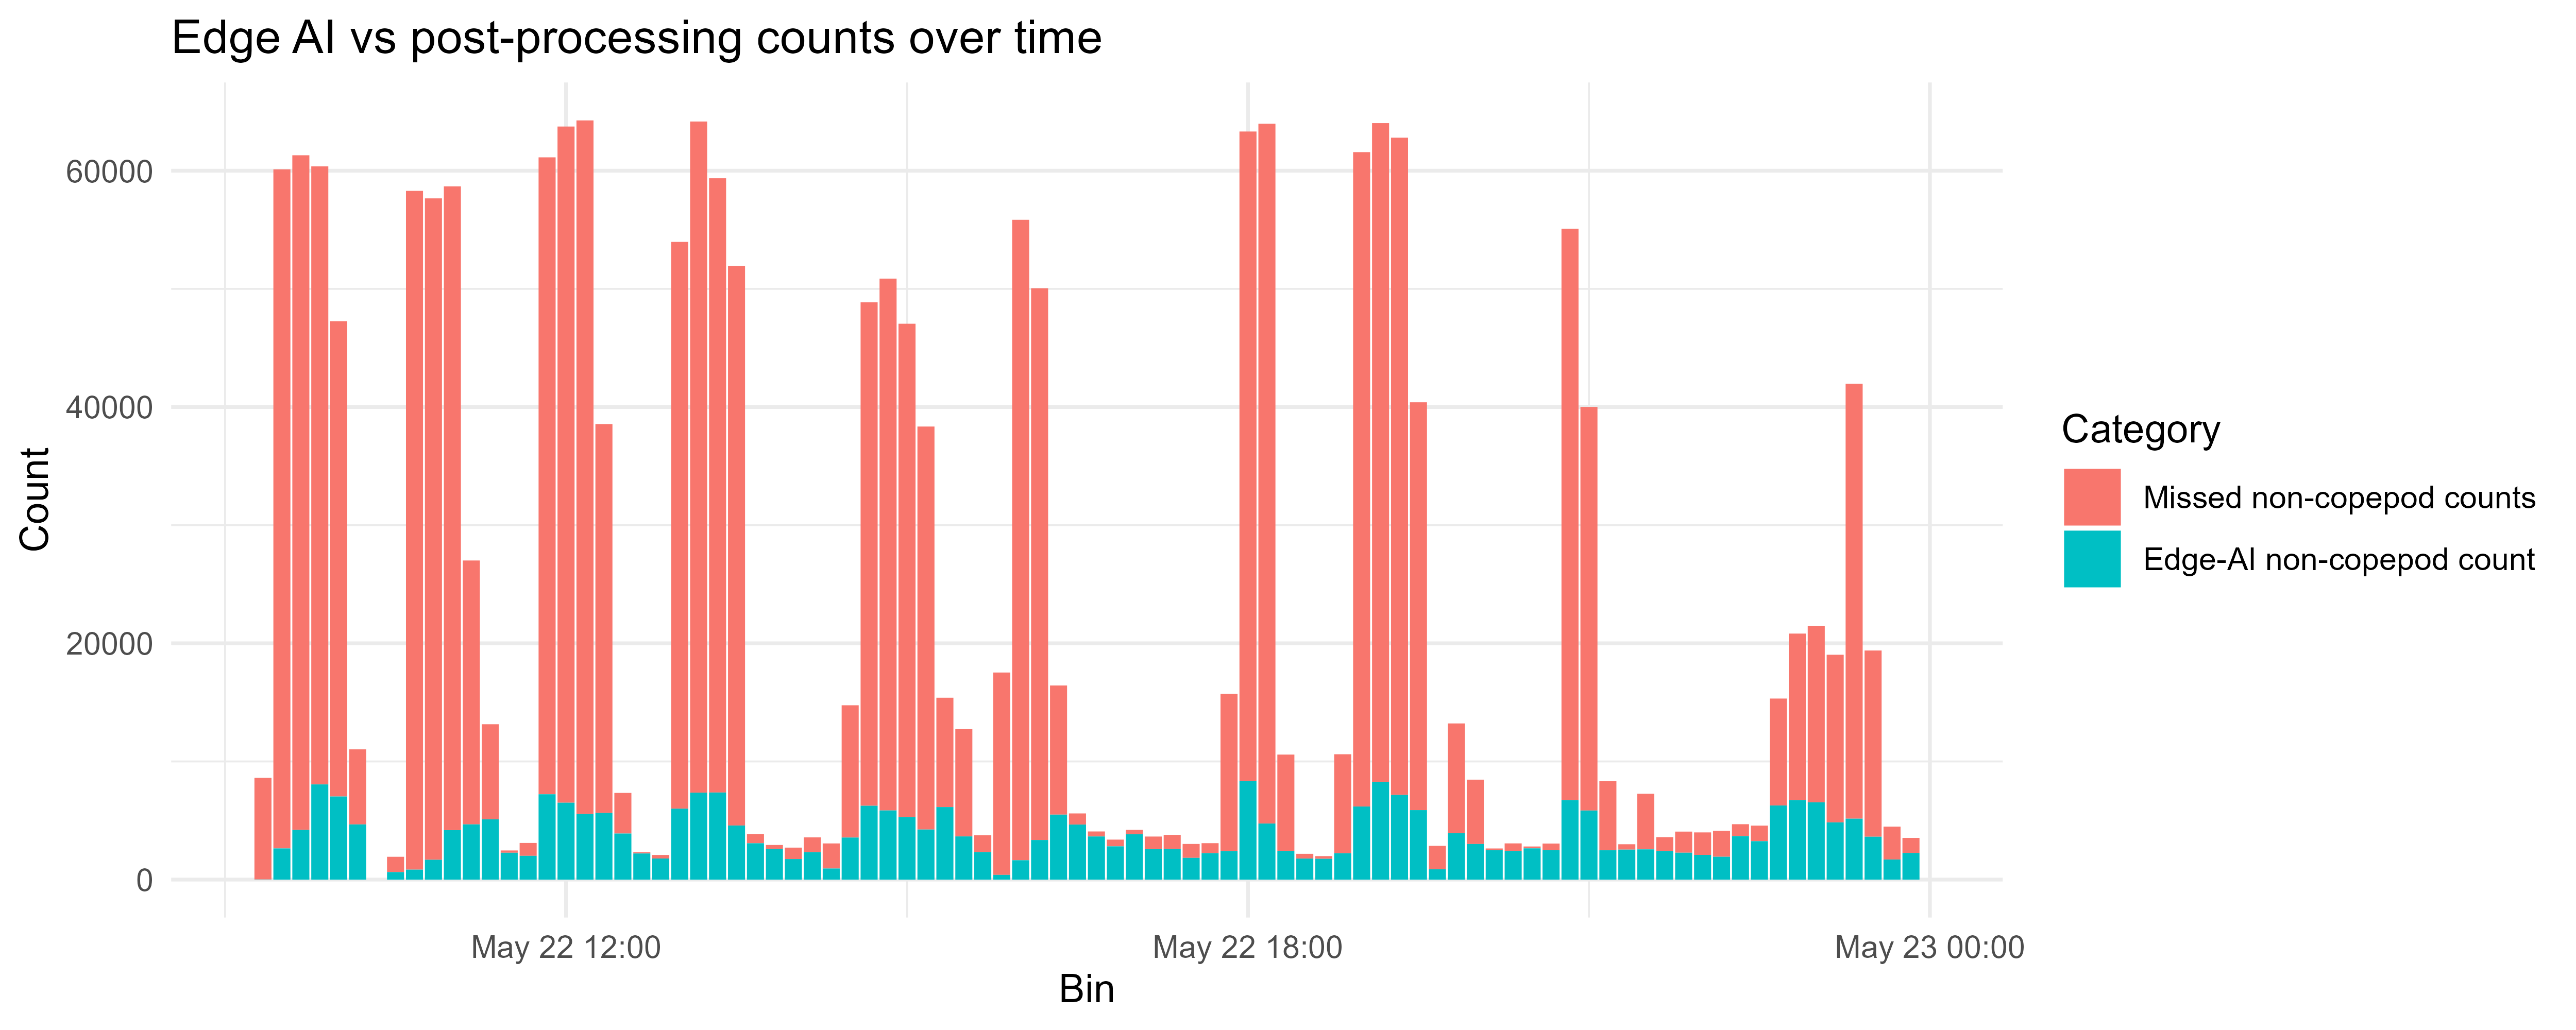 Edge AI vs post-processing counts over time
Count
60000
40000
20000
0
May 22 12:00
May 22 18:00
May 23 00:00
Bin
Category
Missed non-copepod counts
Edge-AI non-copepod count